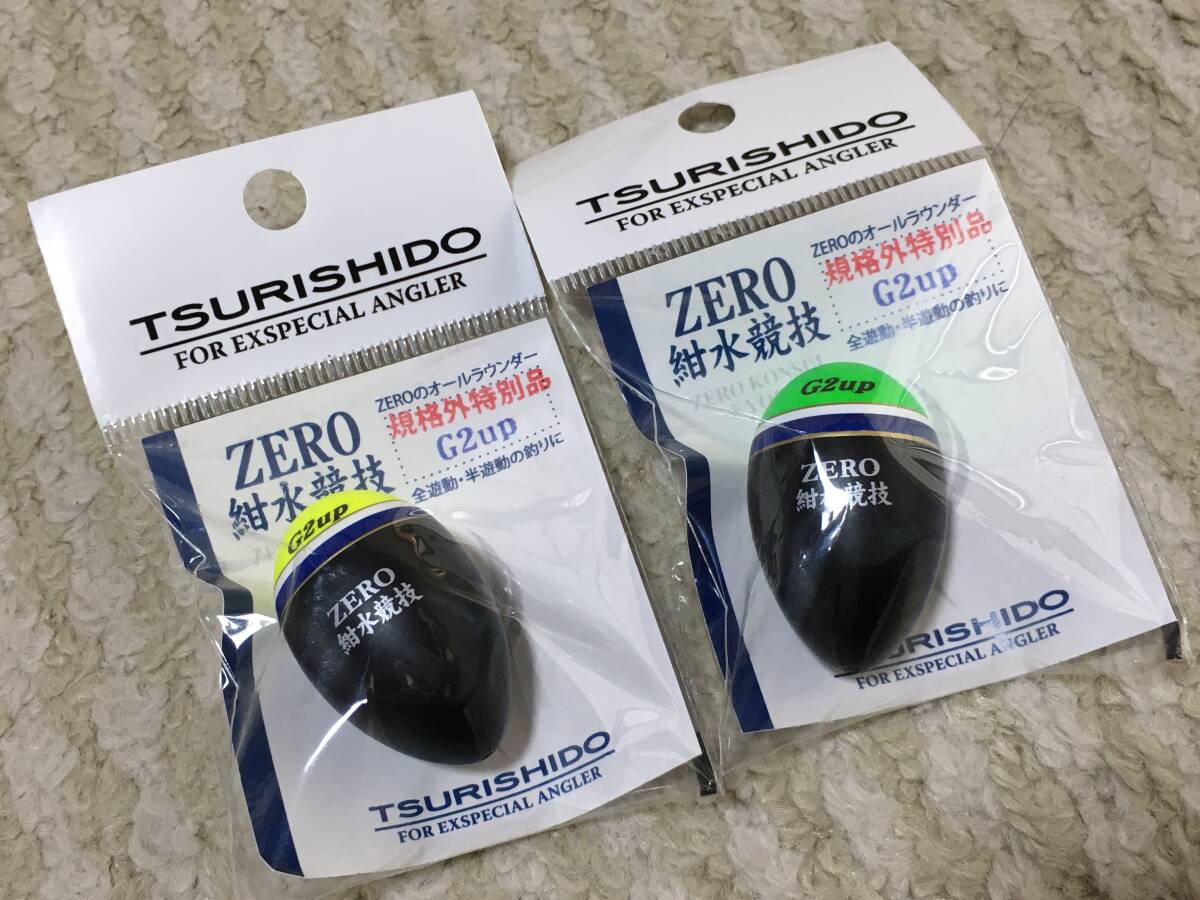 TSURISHIDO
FOR EXSPECIAL ANGLER
ZERO
紺水競技
ZEROのオールラウンダー
規格外特別品
G2up
全遊動・半遊動の釣りに
G2up
ZERO
紺水競技
TSURISHIDO
FOR EXSPECIAL ANGLER
TSURISHIDO
FOR EXSPECIAL ANGLER
ZERO
紺水競技
ZERO KONSUI
ZEROのオールラウンダー
規格外特別品
G2up
全遊動・半遊動の釣りに
G2up
ZERO
紺水競技
TSURISHIDO
FOR EXSPECIAL ANGLER